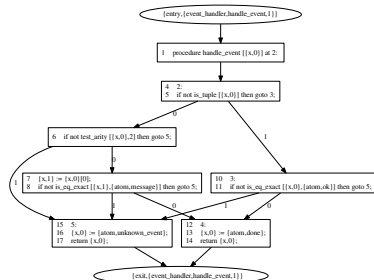 {entry,{event_handler,handle_event,1}}
1 procedure handle_event [{x,0}] at 2:
4 2:
5 if not is_tuple [{x,0}] then goto 3;
0
6 if not test_arity [{x,0},2] then goto 5;
1
0
1
7 {x,1} := {x,0}[0];
8 if not is_eq_exact [{x,1},{atom,message}] then goto 5;
10 3:
11 if not is_eq_exact [{x,0},{atom,ok}] then goto 5;
1
0
1
0
15 5:
16 {x,0} := {atom,unknown_event};
17 return {x,0};
12 4:
13 {x,0} := {atom,done};
14 return {x,0};
{exit,{event_handler,handle_event,1}}